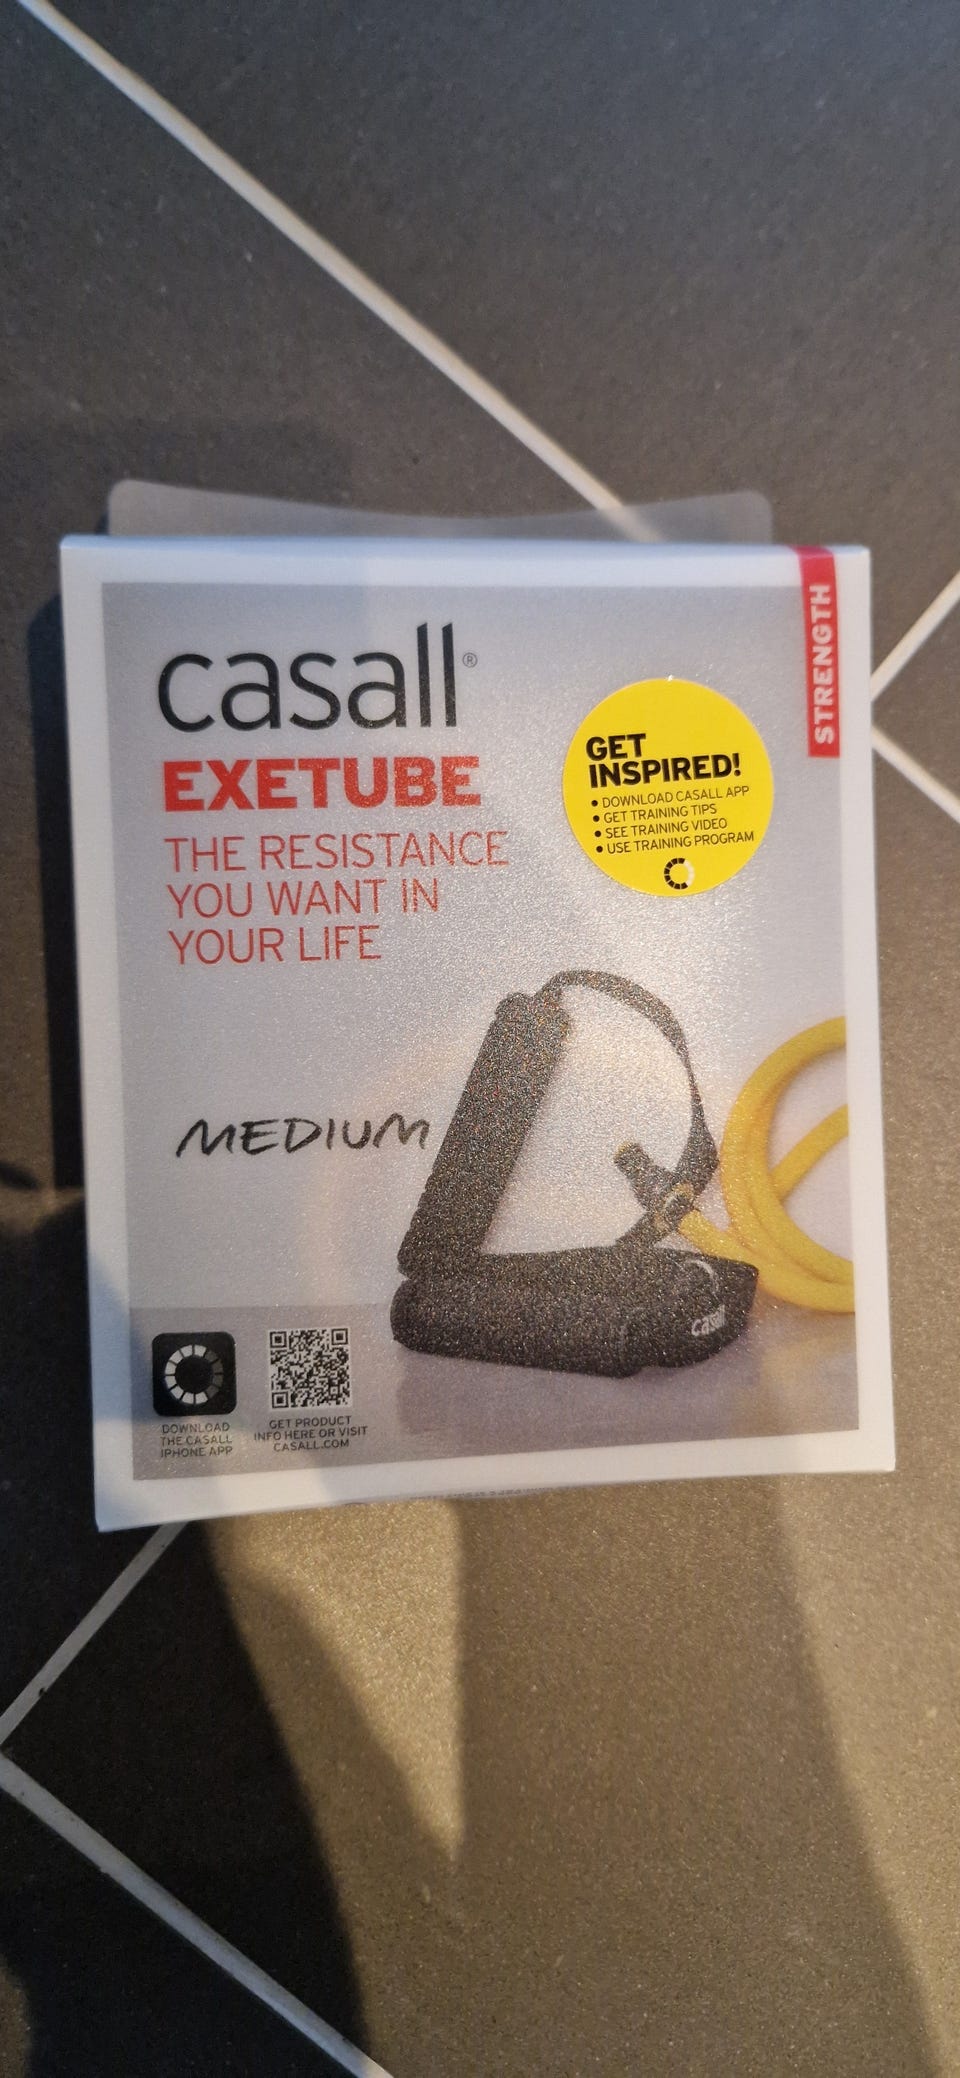 casall®
EXETUBE
THE RESISTANCE
YOU WANT IN
YOUR LIFE
STRENGTH
GET
INSPIRED!
• DOWNLOAD CASALL APP
• GET TRAINING TIPS
• SEE TRAINING VIDEO
• USE TRAINING PROGRAM
MEDIUM
casall
DOWNLOAD
THE CASALL
IPHONE APP
GET PRODUCT
INFO HERE OR VISIT
CASALL.COM